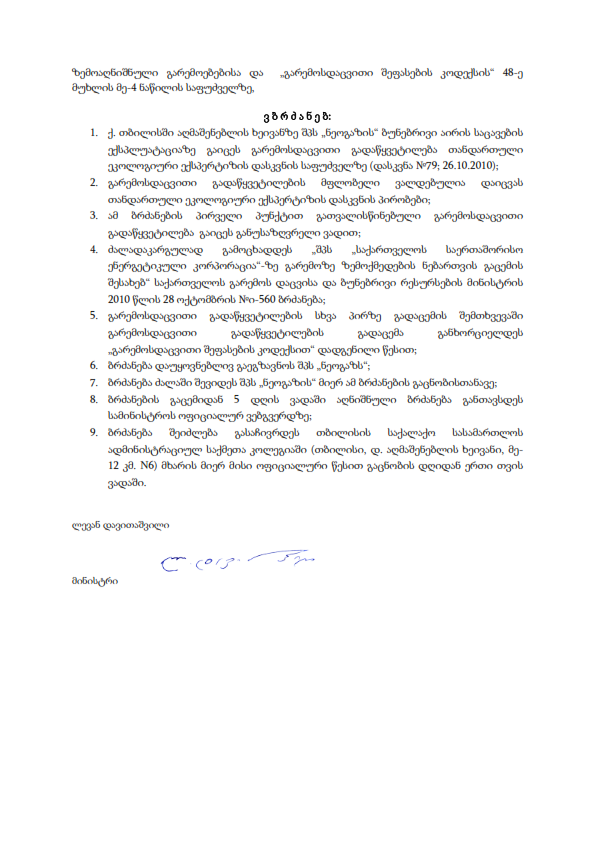 ზემოაღნიშნული გარემოებებისა და „გარემოსდაცვითი შეფასების კოდექსის“ 48-ე
მუხლის მე-4 ნაწილის საფუძველზე,
ვ ბ რ ძ ა ნ ე ბ:
1. ქ. თბილისში აღმაშენებლის ხეივანზე შპს „ნეოგაზის“ ბუნებრივი აირის საცავების
ექსპლუატაციაზე გაიცეს გარემოსდაცვითი გადაწყვეტილება თანდართული
ეკოლოგიური ექსპერტიზის დასკვნის საფუძველზე (დასკვნა №79; 26.10.2010);
2. გარემოსდაცვითი გადაწყვეტილების მფლობელი ვალდებულია დაიცვას
თანდართული ეკოლოგიური ექსპერტიზის დასკვნის პირობები;
3. ამ ბრძანების პირველი პუნქტით გათვალისწინებული გარემოსდაცვითი
გადაწყვეტილება გაიცეს განუსაზღვრელი ვადით;
4. ძალადაკარგულად გამოცხადდეს „შპს „საქართველოს საერთაშორისო
ენერგეტიკული კორპორაცია“-ზე გარემოზე ზემოქმედების ნებართვის გაცემის
შესახებ“ საქართველოს გარემოს დაცვისა და ბუნებრივი რესურსების მინისტრის
2010 წლის 28 ოქტომბრის №ი-560 ბრძანება;
5. გარემოსდაცვითი გადაწყვეტილების სხვა პირზე გადაცემის შემთხვევაში
გარემოსდაცვითი გადაწყვეტილების გადაცემა განხორციელდეს
„გარემოსდაცვითი შეფასების კოდექსით“ დადგენილი წესით;
6. ბრძანება დაუყოვნებლივ გაეგზავნოს შპს „ნეოგაზს“;
7. ბრძანება ძალაში შევიდეს შპს „ნეოგაზის“ მიერ ამ ბრძანების გაცნობისთანავე;
8. ბრძანების გაცემიდან 5 დღის ვადაში აღნიშნული ბრძანება განთავსდეს
სამინისტროს ოფიციალურ ვებგვერდზე;
9. ბრძანება შეიძლება გასაჩივრდეს თბილისის საქალაქო სასამართლოს
ადმინისტრაციულ საქმეთა კოლეგიაში (თბილისი, დ. აღმაშენებლის ხეივანი, მე-
12 კმ. N6) მხარის მიერ მისი ოფიციალური წესით გაცნობის დღიდან ერთი თვის
ვადაში.
ლევან დავითაშვილი
მინისტრი